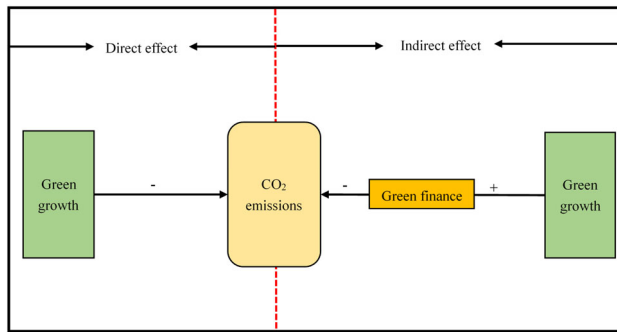 Direct effect
Indirect effect
Green
growth
-
CO₂
emissions
-
Green finance
+
Green
growth